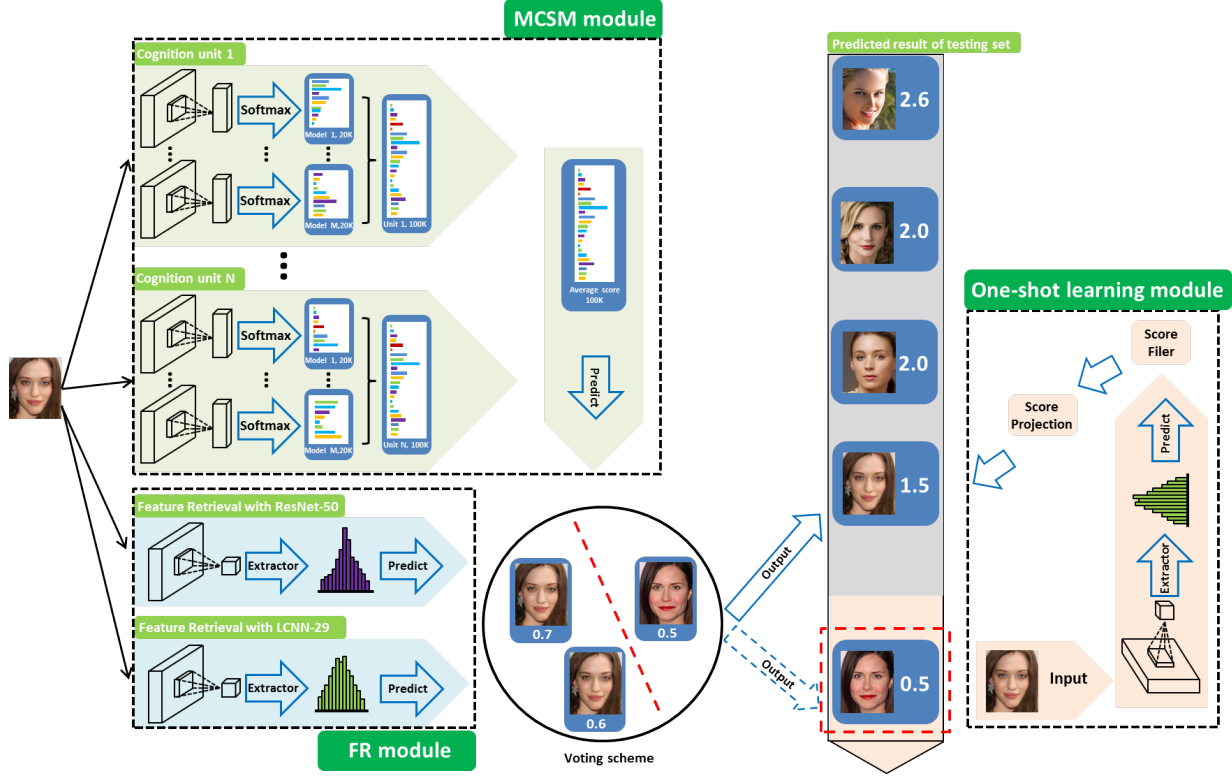 MCSM module
Cognition unit 1
Softmax
Model 1, 20K
Softmax
Model M,20K
Unit 1, 100K
Cognition unit N
Softmax
Model 1, 20K
Softmax
Model M,20K
Unit N, 100K
Average score
100K
Predict
Feature Retrieval with ResNet-50
Extractor
Predict
Feature Retrieval with LCNN-29
Extractor
Predict
FR module
0.7
0.5
0.6
Voting scheme
Output
Output
Predicted result of testing set
2.6
2.0
2.0
1.5
0.5
One-shot learning module
Score
Filer
Score
Projection
Predict
Extractor
Input